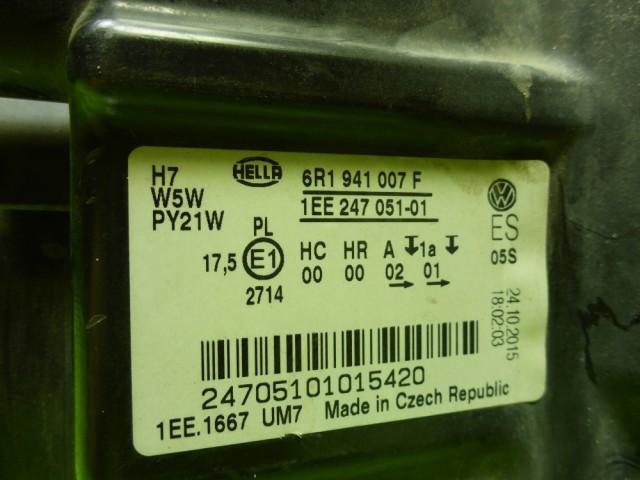 H7
W5W
PY21W
HELLA
6R1 941 007 F
1EE 247 051-01
ES
05S
PL
17,5 E1
2714
HC HR A 1a
00 00 02 01
24.10.2015
18:02:03
24705101015420
1EE.1667 UM7 Made in Czech Republic